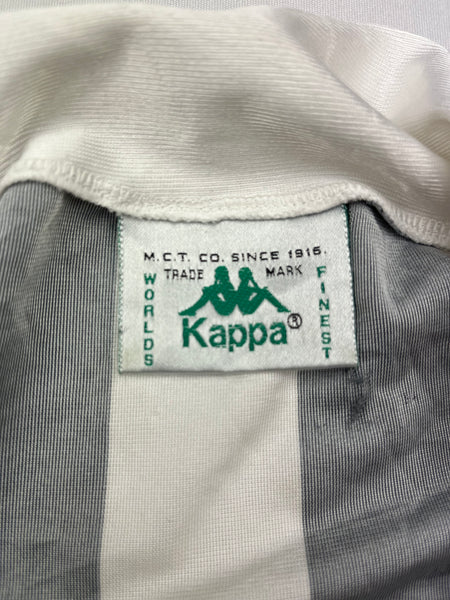 M.C.T. CO. SINCE 1916.
TRADE MARK
WORLDS
FINEST
Kappa®